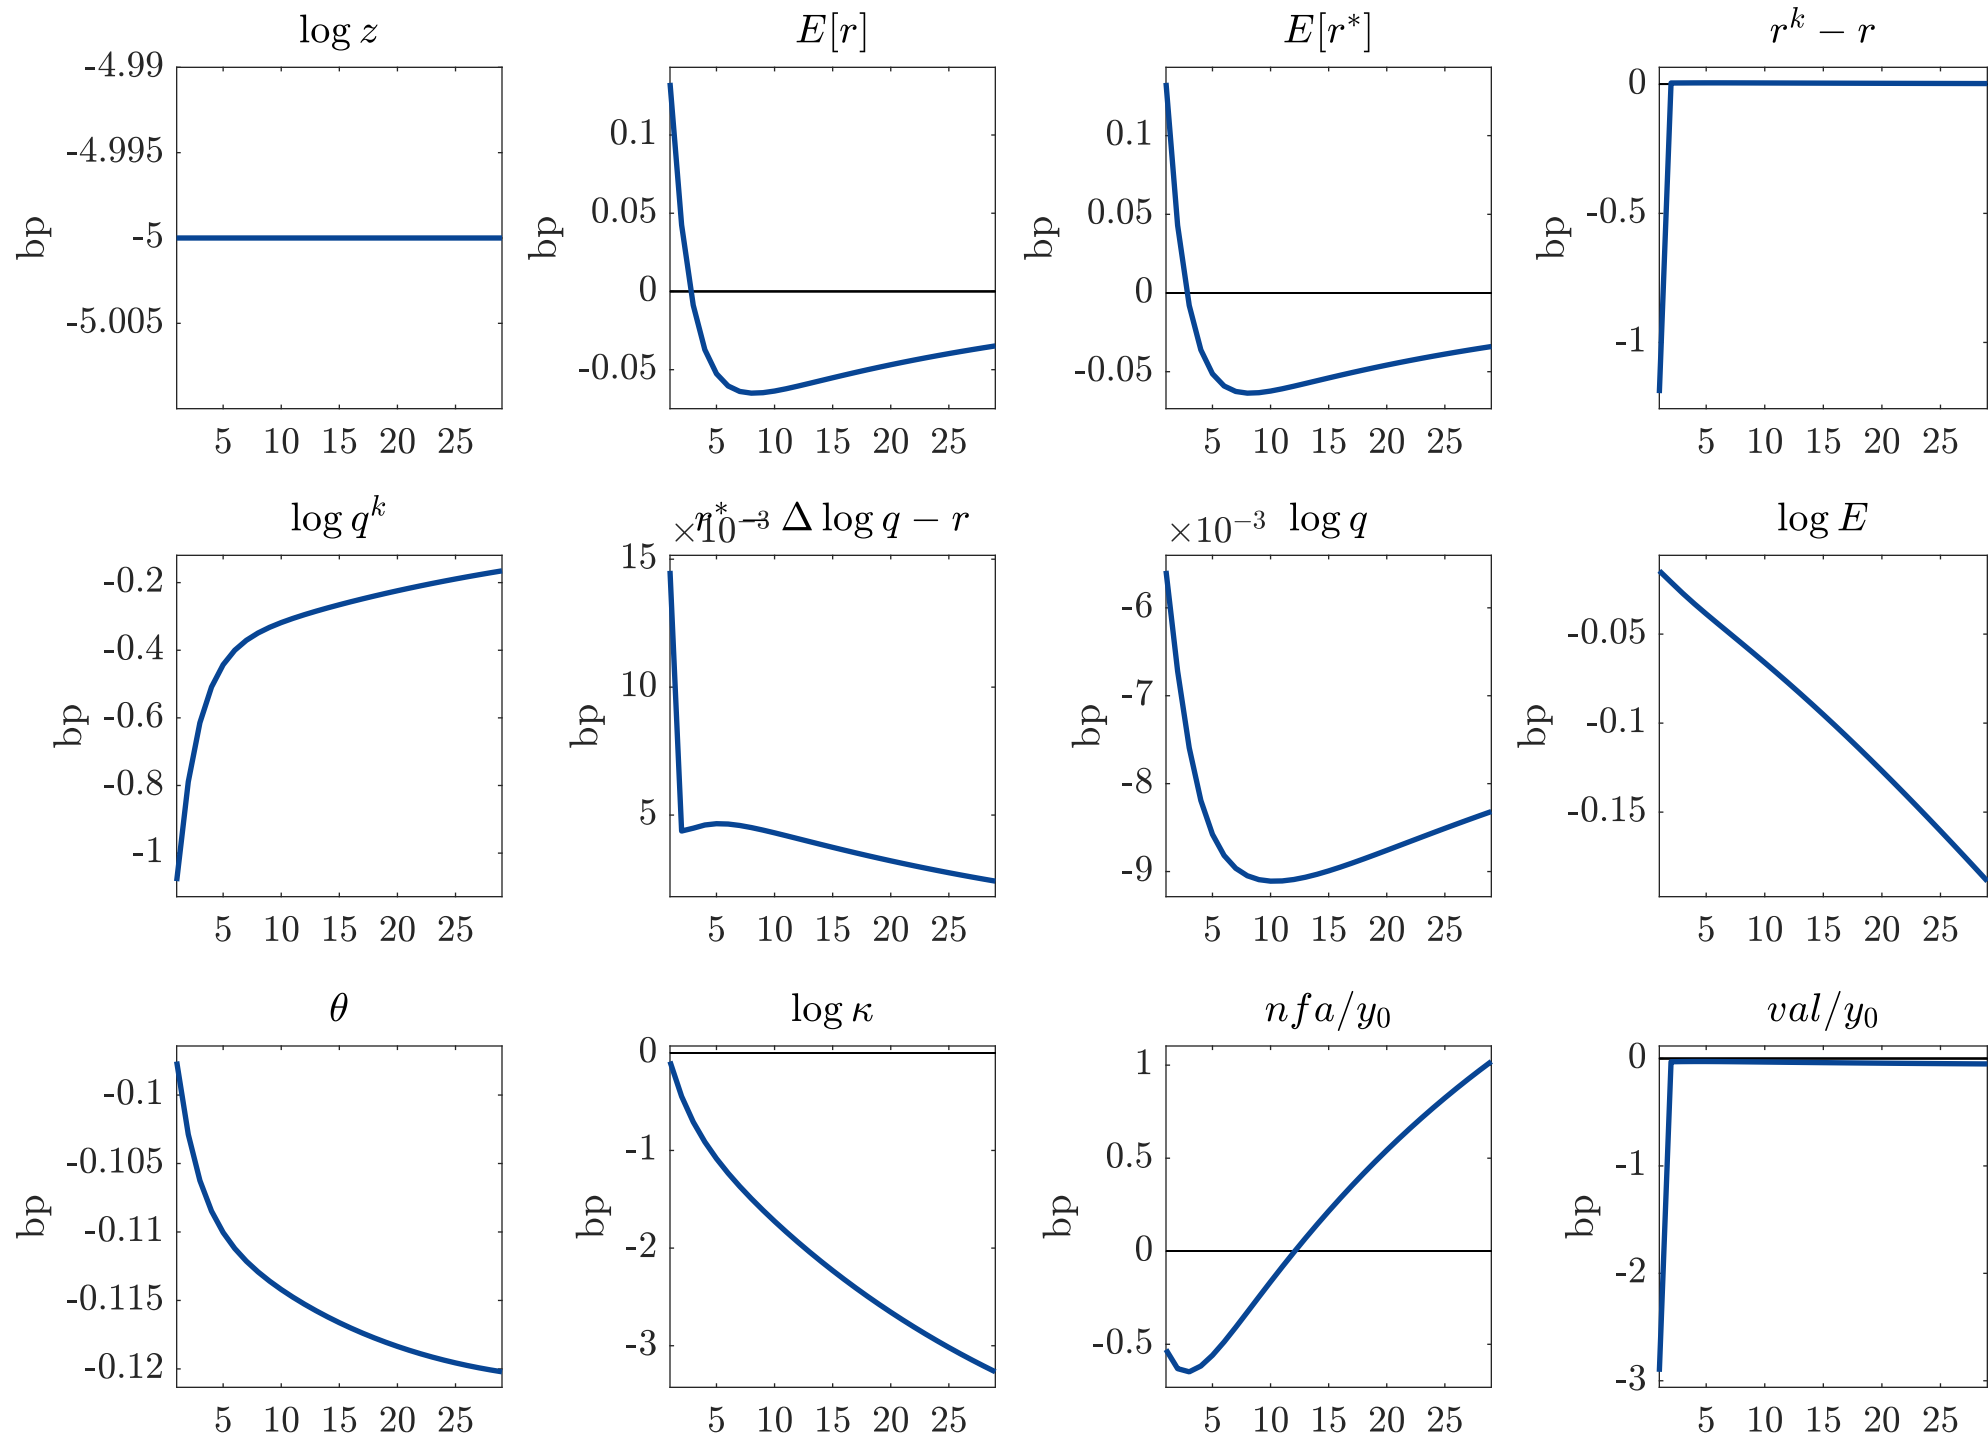 log z
-4.99
-4.995
-5
-5.005
bp
5 10 15 20 25
E[r]
0.1
0.05
0
-0.05
bp
5 10 15 20 25
E[r*]
0.1
0.05
0
-0.05
bp
5 10 15 20 25
r^k − r
0
-0.5
-1
bp
5 10 15 20 25
log q^k
-0.2
-0.4
-0.6
-0.8
-1
bp
5 10 15 20 25
r* − Δ log q − r
×10^−3
15
10
5
bp
5 10 15 20 25
log q
×10^−3
-6
-7
-8
-9
bp
5 10 15 20 25
log E
-0.05
-0.1
-0.15
bp
5 10 15 20 25
θ
-0.1
-0.105
-0.11
-0.115
-0.12
bp
5 10 15 20 25
log κ
0
-1
-2
-3
bp
5 10 15 20 25
nfa/y₀
1
0.5
0
-0.5
bp
5 10 15 20 25
val/y₀
0
-1
-2
-3
bp
5 10 15 20 25